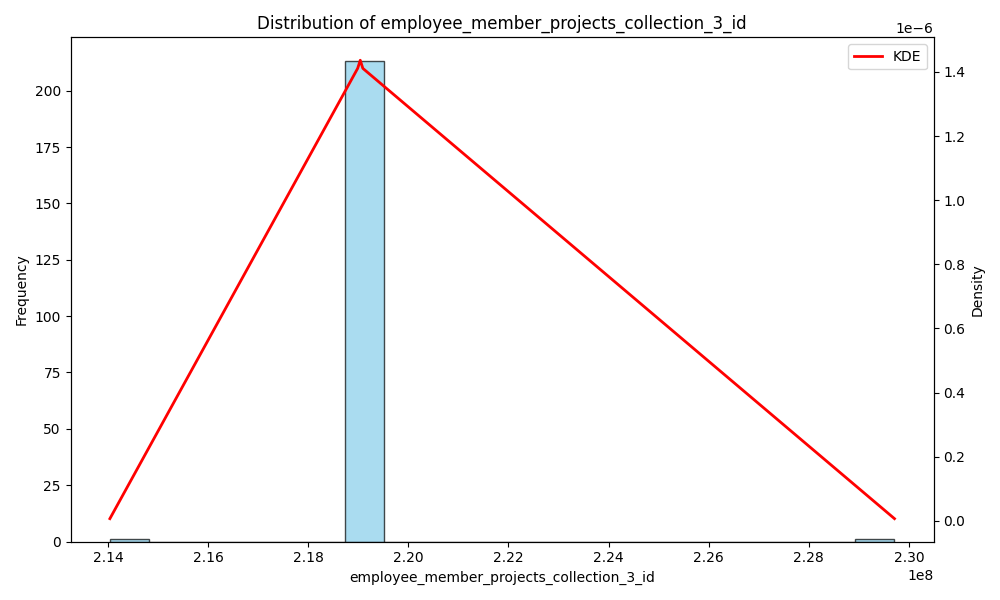 Distribution of employee_member_projects_collection_3_id
1e−6
KDE
200
175
150
125
100
75
50
25
0
Frequency
1.4
1.2
1.0
0.8
0.6
0.4
0.2
0.0
Density
2.14 2.16 2.18 2.20 2.22 2.24 2.26 2.28 2.30
1e8
employee_member_projects_collection_3_id